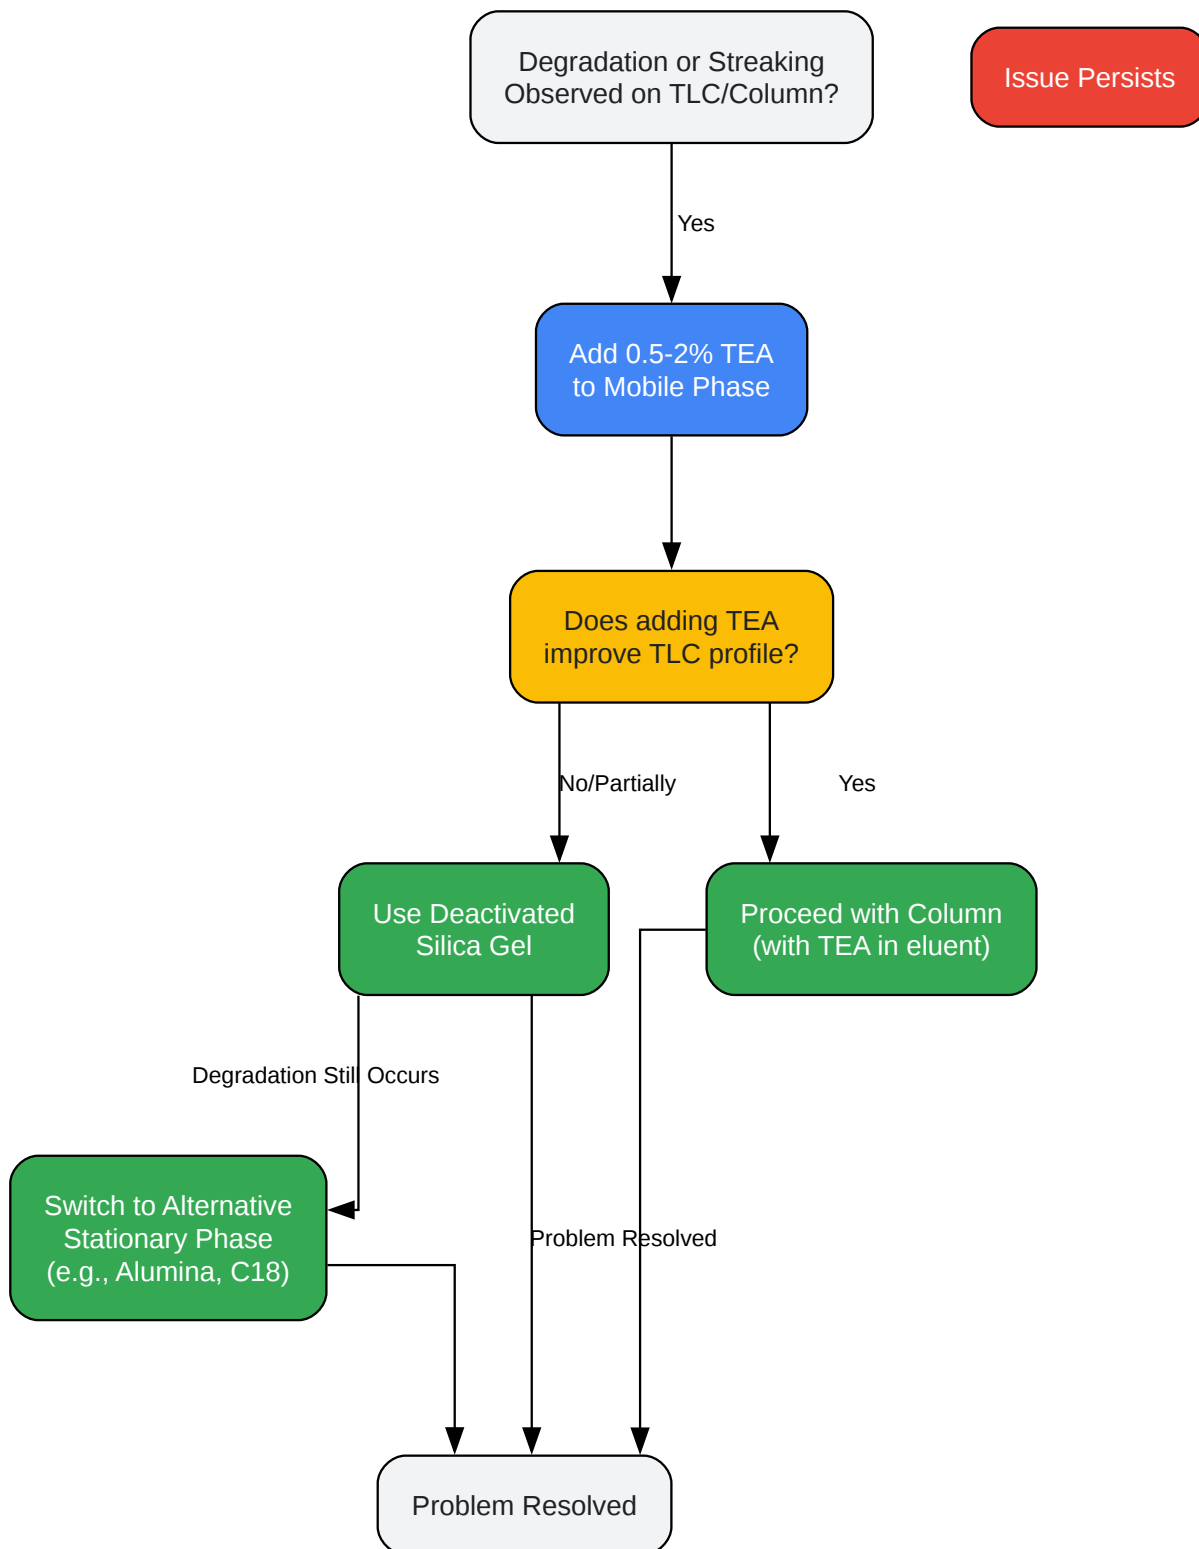 Degradation or Streaking
Observed on TLC/Column?
Issue Persists
Yes
Add 0.5-2% TEA
to Mobile Phase
Does adding TEA
improve TLC profile?
No/Partially
Yes
Use Deactivated
Silica Gel
Proceed with Column
(with TEA in eluent)
Degradation Still Occurs
Switch to Alternative
Stationary Phase
(e.g., Alumina, C18)
Problem Resolved
Problem Resolved